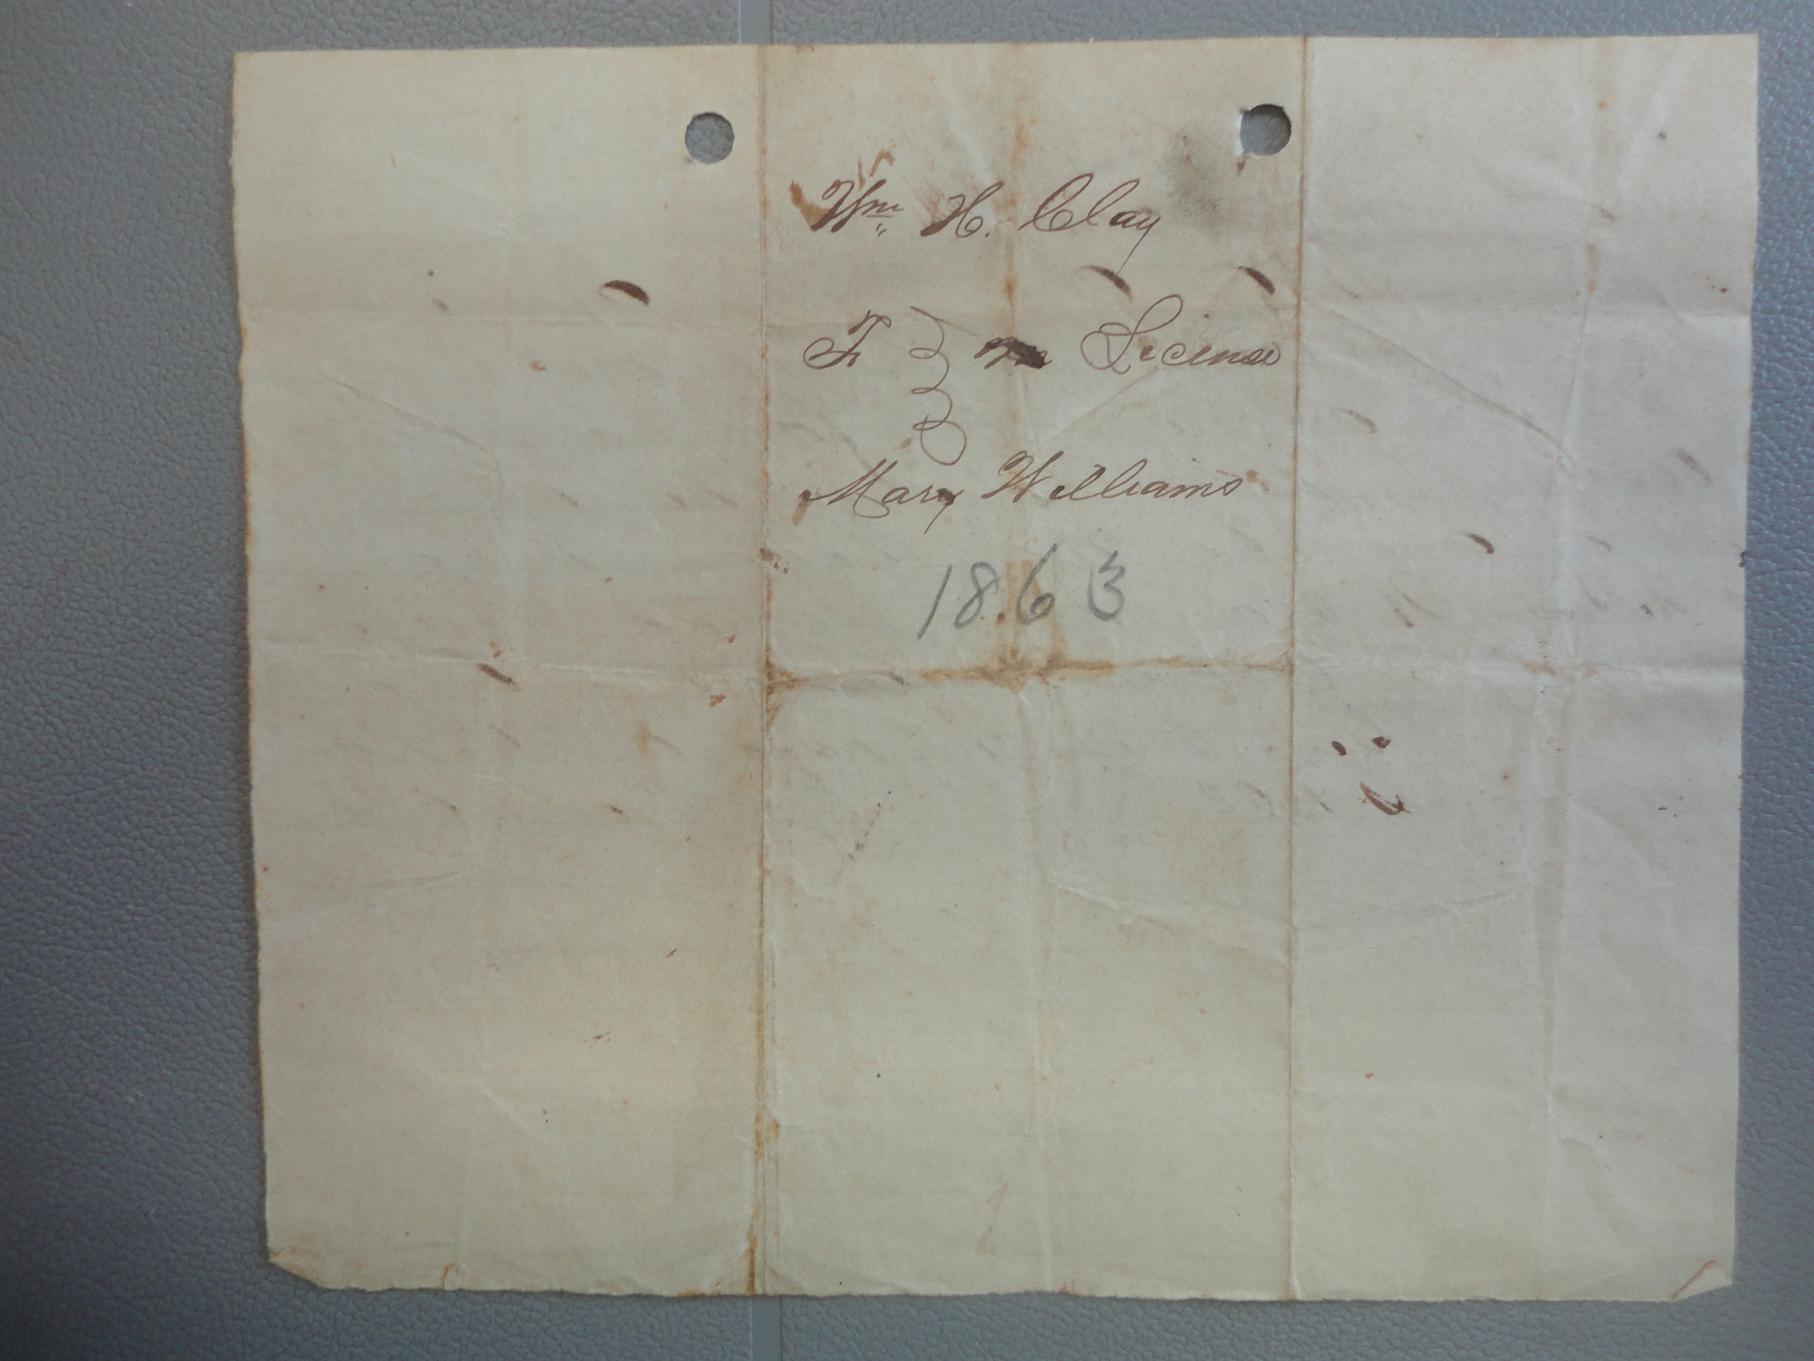 Wm H. Clay
To License
Mary Williams
1863